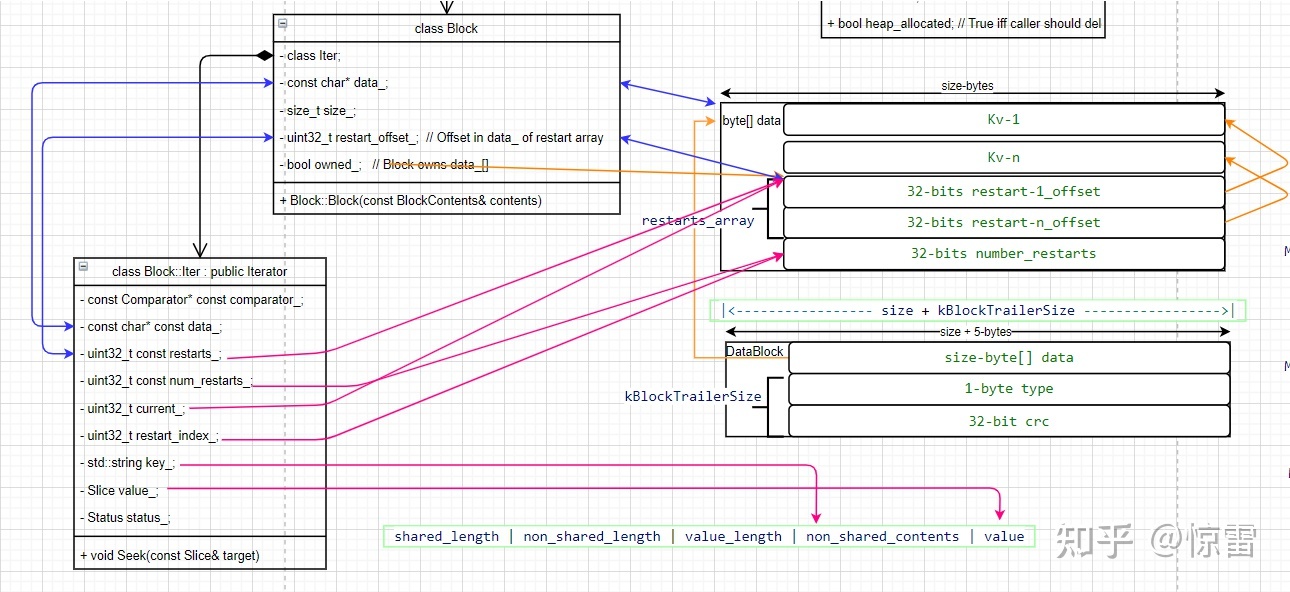 class Block
- class Iter;
- const char* data_;
- size_t size_;
- uint32_t restart_offset_;  // Offset in data_ of restart array
- bool owned_;   // Block owns data_[]
+ Block::Block(const BlockContents& contents)
+ bool heap_allocated; // True iff caller should del
size-bytes
byte[] data
Kv-1
Kv-n
32-bits restart-1_offset
32-bits restart-n_offset
32-bits number_restarts
restarts_array
class Block::Iter : public Iterator
- const Comparator* const comparator_;
- const char* const data_;
- uint32_t const restarts_;
- uint32_t const num_restarts_;
- uint32_t current_;
- uint32_t restart_index_;
- std::string key_;
- Slice value_;
- Status status_;
+ void Seek(const Slice& target)
|<----------------- size + kBlockTrailerSize ------------------>|
size + 5-bytes
DataBlock
size-byte[] data
1-byte type
32-bit crc
kBlockTrailerSize
shared_length | non_shared_length | value_length | non_shared_contents | value
知乎 @惊雷